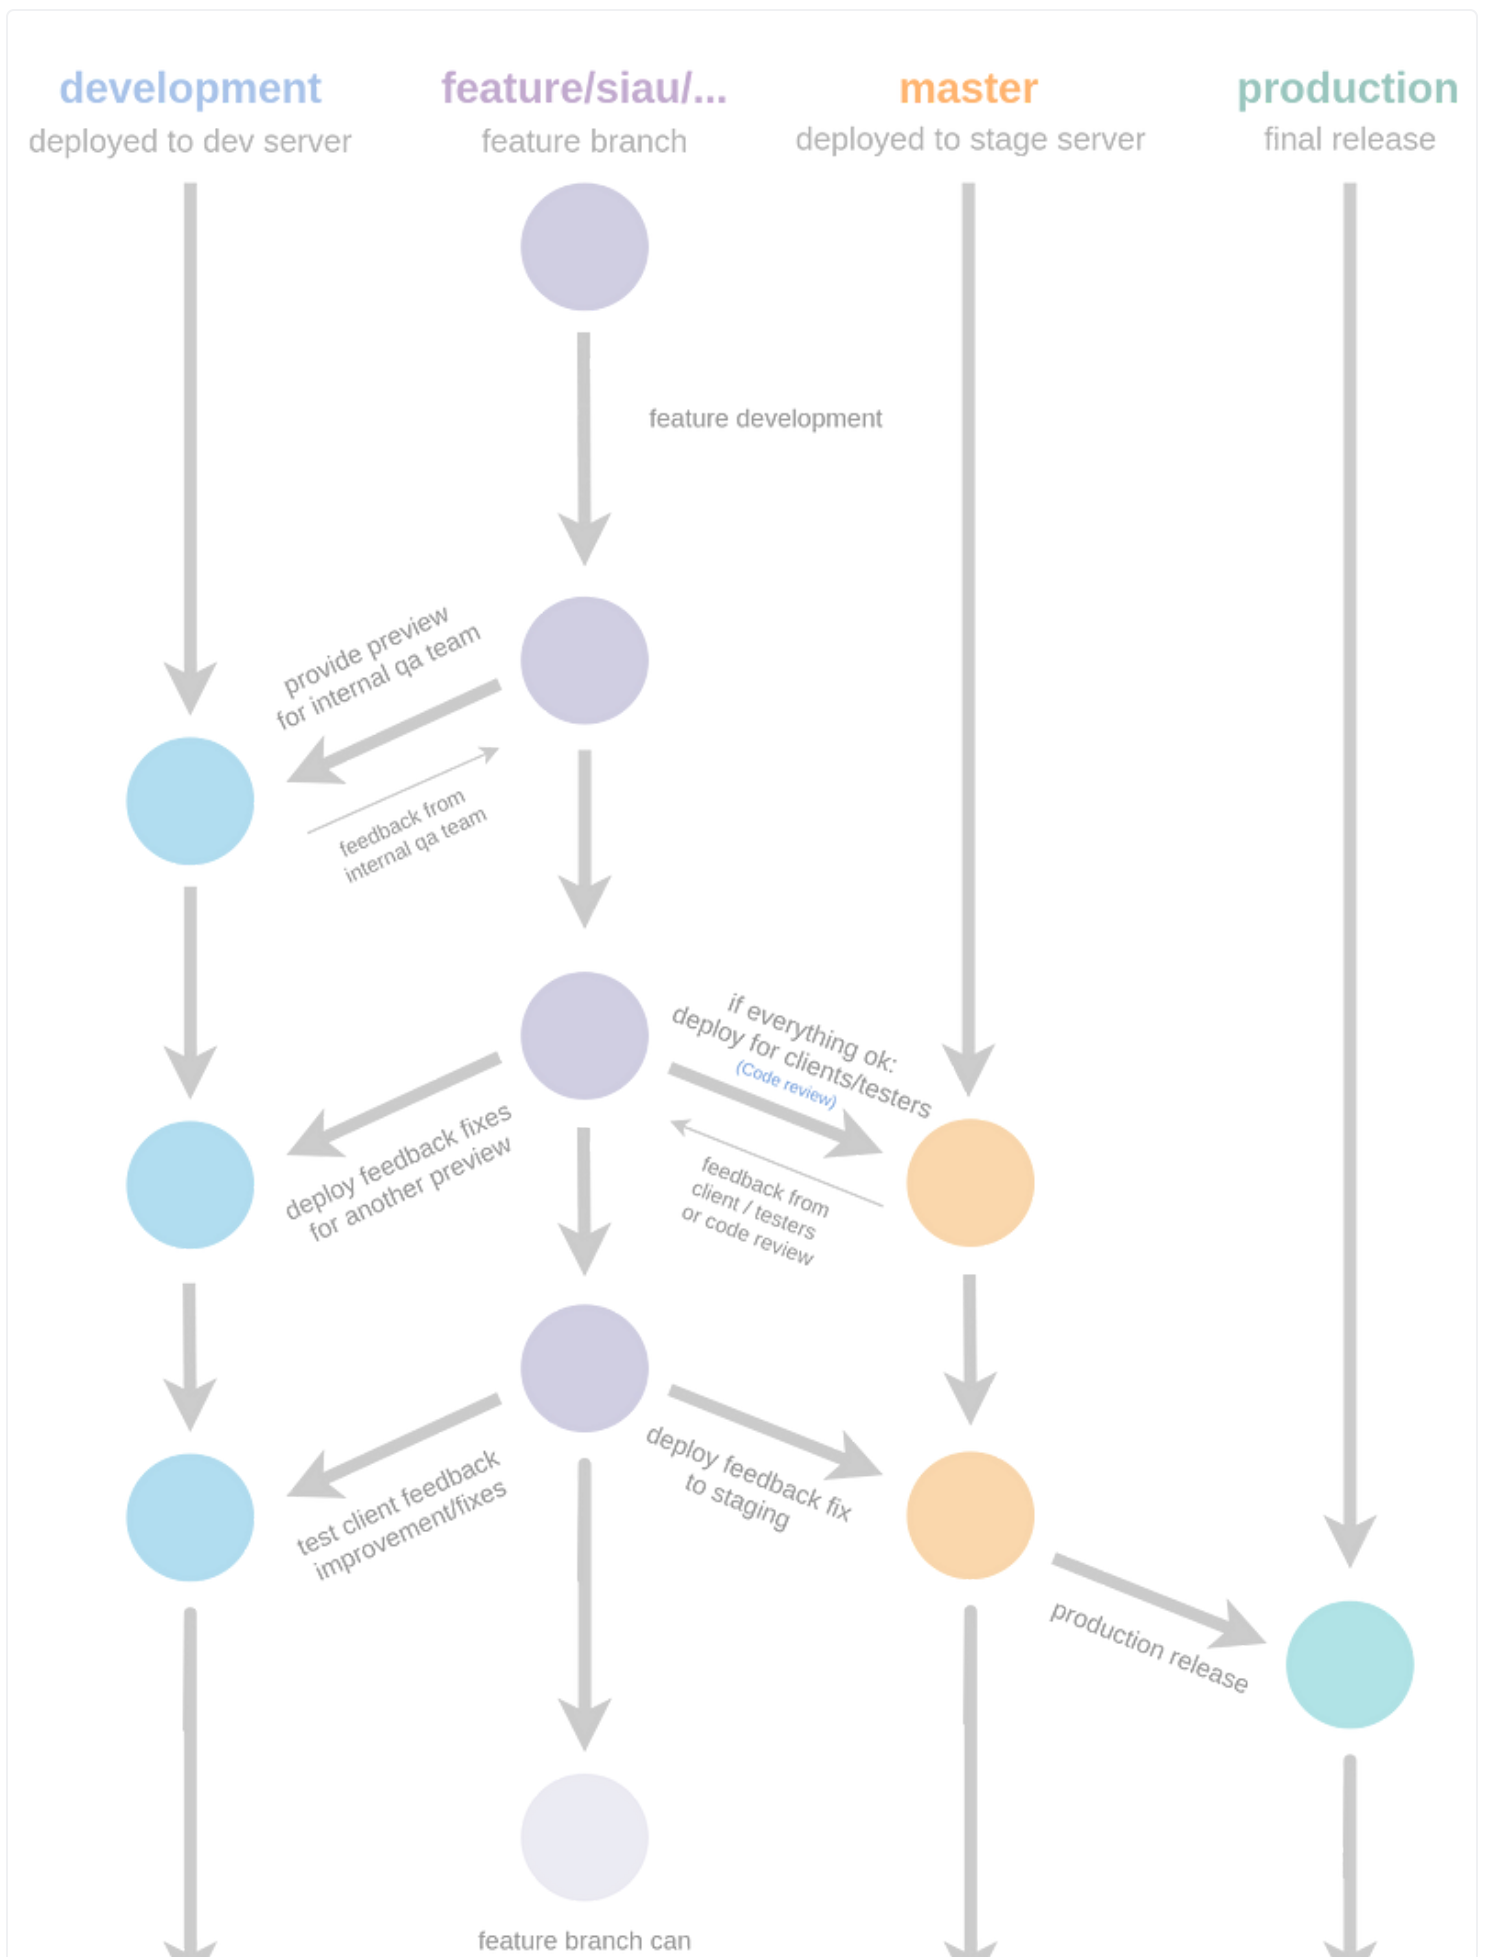 development
feature/siau/...
master
production
deployed to dev server
feature branch
deployed to stage server
final release
feature development
provide preview
for internal qa team
feedback from
internal qa team
if everything ok:
deploy for clients/testers
(Code review)
deploy feedback fixes
for another preview
feedback from
client / testers
or code review
deploy feedback fix
to staging
test client feedback
improvement/fixes
production release
feature branch can